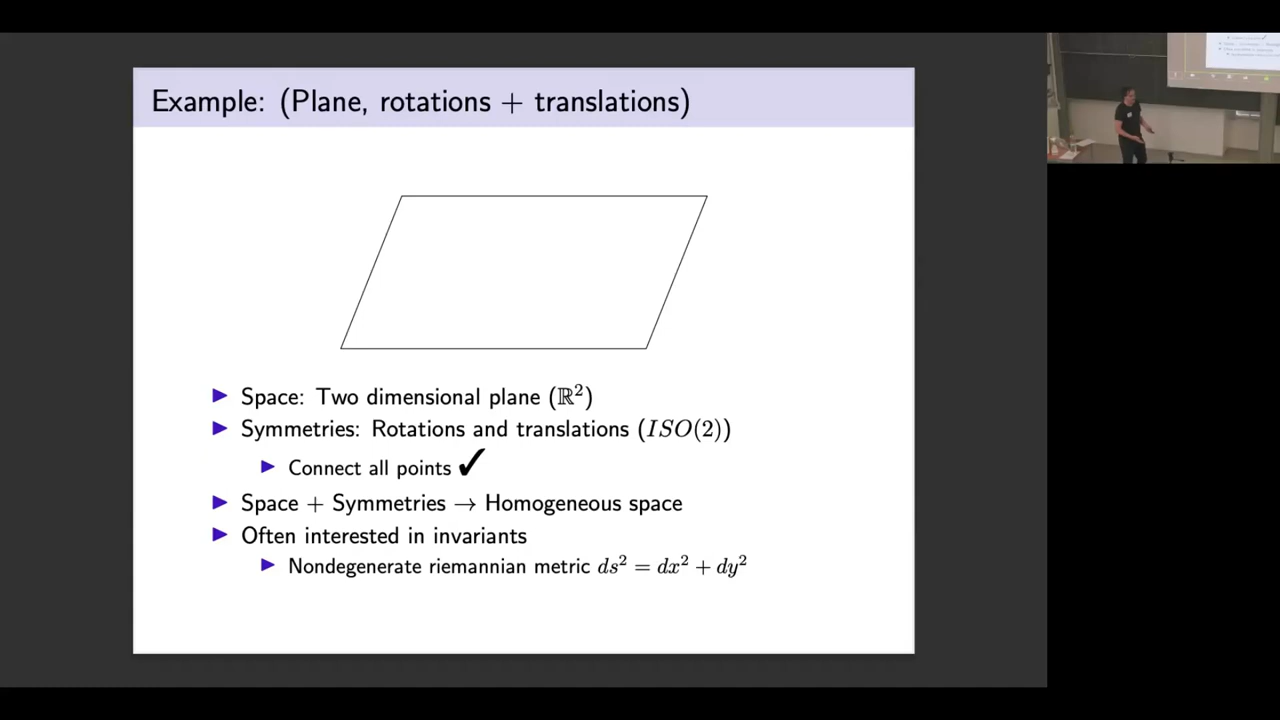 Example: (Plane, rotations + translations)
▶ Space: Two dimensional plane (ℝ²)
▶ Symmetries: Rotations and translations (ISO(2))
▶ Connect all points ✓
▶ Space + Symmetries → Homogeneous space
▶ Often interested in invariants
▶ Nondegenerate riemannian metric ds² = dx² + dy²